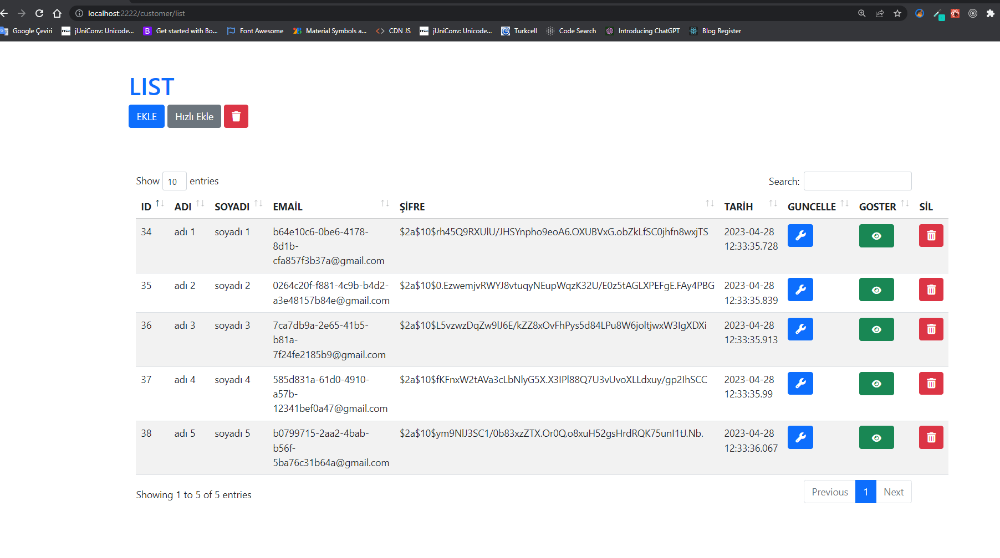 localhost:2222/customer/list
Google Çeviri jUniConv: Unicode... Get started with Bo... Font Awesome Material Symbols a... CDN JS jUniConv: Unicode... Turkcell Code Search Introducing ChatGPT Blog Register
LIST
EKLE Hızlı Ekle
Show 10 entries Search:
ID ADI SOYADI EMAİL ŞİFRE TARİH GUNCELLE GOSTER SİL
34 adı 1 soyadı 1 b64e10c6-0be6-4178- $2a$10$rh45Q9RXUlU/JHSYnpho9eoA6.OXUBVxG.obZkLfSC0jhfn8wxjTS 2023-04-28
8d1b- 12:33:35.728
cfa857f3b37a@gmail.com
35 adı 2 soyadı 2 0264c20f-f881-4c9b-b4d2- $2a$10$0.EzwemjvRWYJ8vtuqyNEupWqzK32U/E0z5tAGLXPEFgE.FAy4PBG 2023-04-28
a3e48157b84e@gmail.com 12:33:35.839
36 adı 3 soyadı 3 7ca7db9a-2e65-41b5- $2a$10$L5vzwzDqZw9lJ6E/kZZ8xOvFhPys5d84LPu8W6joltjwxW3IgXDXi 2023-04-28
b81a- 12:33:35.913
7f24fe2185b9@gmail.com
37 adı 4 soyadı 4 585d831a-61d0-4910- $2a$10$fKFnxW2tAVa3cLbNlyG5X.X3IPl88Q7U3vUvoXLLdxuy/gp2IhSCC 2023-04-28
a57b- 12:33:35.99
12341bef0a47@gmail.com
38 adı 5 soyadı 5 b0799715-2aa2-4bab- $2a$10$ym9NlJ3SC1/0b83xzZTX.Or0Q.o8xuH52gsHrdRQK75unI1tJ.Nb. 2023-04-28
b56f- 12:33:36.067
5ba76c31b64a@gmail.com
Showing 1 to 5 of 5 entries Previous 1 Next